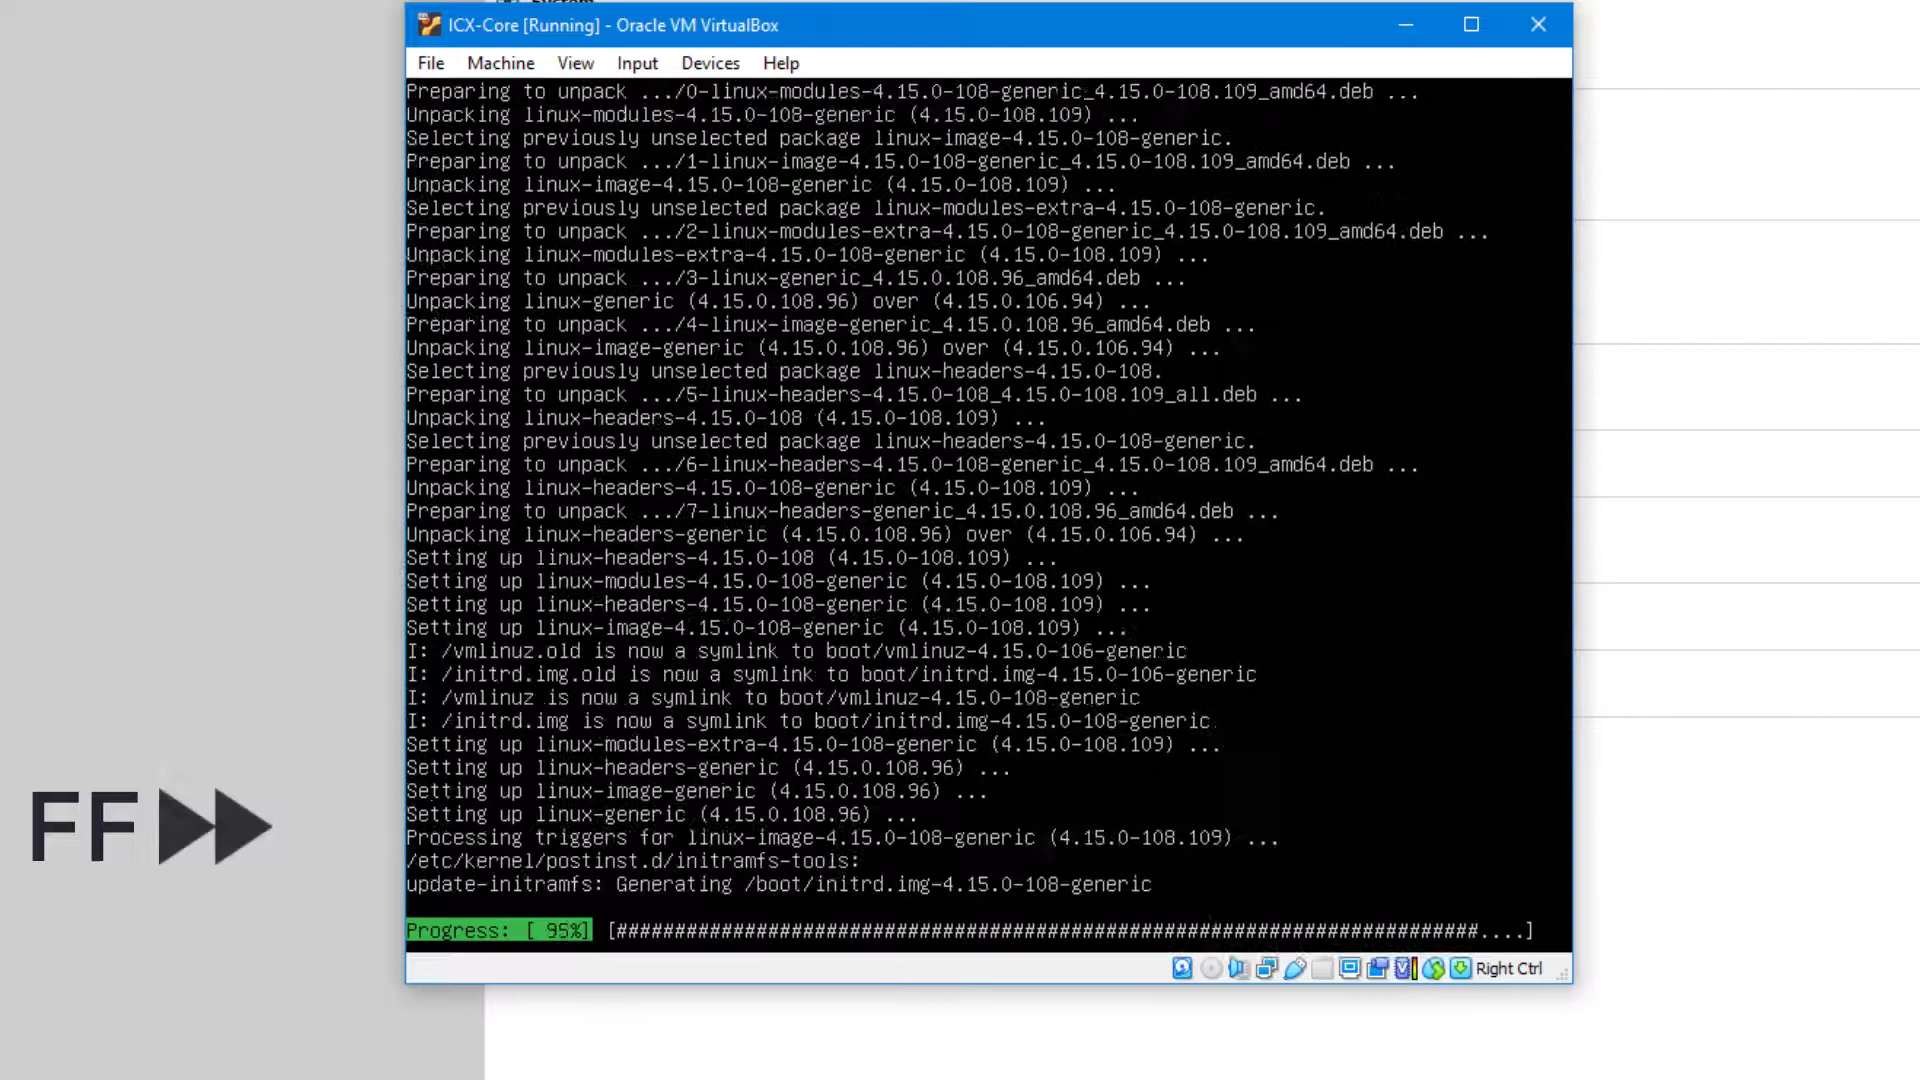 ICX-Core [Running] - Oracle VM VirtualBox
File Machine View Input Devices Help
Preparing to unpack .../0-linux-modules-4.15.0-108-generic_4.15.0-108.109_amd64.deb ...
Unpacking linux-modules-4.15.0-108-generic (4.15.0-108.109) ...
Selecting previously unselected package linux-image-4.15.0-108-generic.
Preparing to unpack .../1-linux-image-4.15.0-108-generic_4.15.0-108.109_amd64.deb ...
Unpacking linux-image-4.15.0-108-generic (4.15.0-108.109) ...
Selecting previously unselected package linux-modules-extra-4.15.0-108-generic.
Preparing to unpack .../2-linux-modules-extra-4.15.0-108-generic_4.15.0-108.109_amd64.deb ...
Unpacking linux-modules-extra-4.15.0-108-generic (4.15.0-108.109) ...
Preparing to unpack .../3-linux-generic_4.15.0.108.96_amd64.deb ...
Unpacking linux-generic (4.15.0.108.96) over (4.15.0.106.94) ...
Preparing to unpack .../4-linux-image-generic_4.15.0.108.96_amd64.deb ...
Unpacking linux-image-generic (4.15.0.108.96) over (4.15.0.106.94) ...
Selecting previously unselected package linux-headers-4.15.0-108.
Preparing to unpack .../5-linux-headers-4.15.0-108_4.15.0-108.109_all.deb ...
Unpacking linux-headers-4.15.0-108 (4.15.0-108.109) ...
Selecting previously unselected package linux-headers-4.15.0-108-generic.
Preparing to unpack .../6-linux-headers-4.15.0-108-generic_4.15.0-108.109_amd64.deb ...
Unpacking linux-headers-4.15.0-108-generic (4.15.0-108.109) ...
Preparing to unpack .../7-linux-headers-generic_4.15.0.108.96_amd64.deb ...
Unpacking linux-headers-generic (4.15.0.108.96) over (4.15.0.106.94) ...
Setting up linux-headers-4.15.0-108 (4.15.0-108.109) ...
Setting up linux-modules-4.15.0-108-generic (4.15.0-108.109) ...
Setting up linux-headers-4.15.0-108-generic (4.15.0-108.109) ...
Setting up linux-image-4.15.0-108-generic (4.15.0-108.109) ...
I: /vmlinuz.old is now a symlink to boot/vmlinuz-4.15.0-106-generic
I: /initrd.img.old is now a symlink to boot/initrd.img-4.15.0-106-generic
I: /vmlinuz is now a symlink to boot/vmlinuz-4.15.0-108-generic
I: /initrd.img is now a symlink to boot/initrd.img-4.15.0-108-generic
Setting up linux-modules-extra-4.15.0-108-generic (4.15.0-108.109) ...
Setting up linux-headers-generic (4.15.0.108.96) ...
Setting up linux-image-generic (4.15.0.108.96) ...
Setting up linux-generic (4.15.0.108.96) ...
Processing triggers for linux-image-4.15.0-108-generic (4.15.0-108.109) ...
/etc/kernel/postinst.d/initramfs-tools:
update-initramfs: Generating /boot/initrd.img-4.15.0-108-generic
Progress: [ 95%] [##########################################################################....]
Right Ctrl
FF